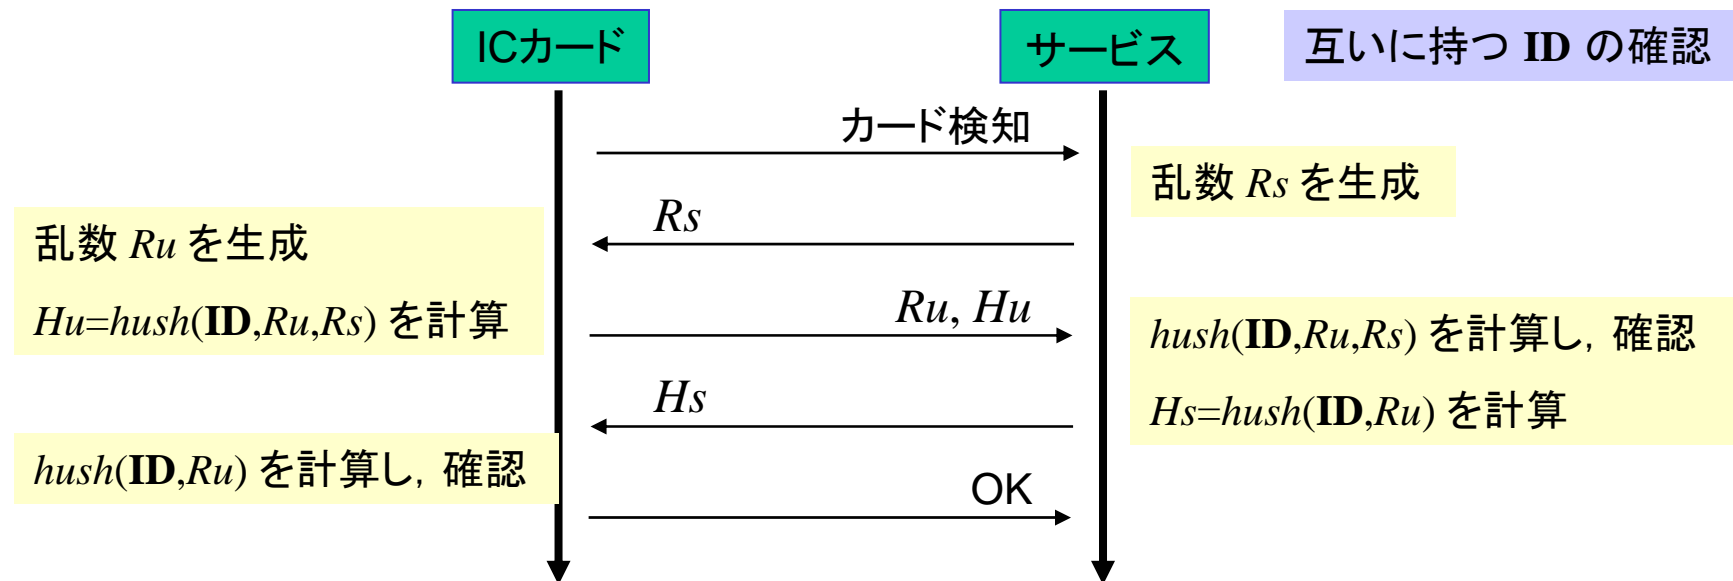 ICカード
サービス
互いに持つ ID の確認
カード検知
乱数 Rs を生成
Rs
乱数 Ru を生成
Hu=hush(ID,Ru,Rs) を計算
Ru, Hu
hush(ID,Ru,Rs) を計算し，確認
Hs
Hs=hush(ID,Ru) を計算
hush(ID,Ru) を計算し，確認
OK